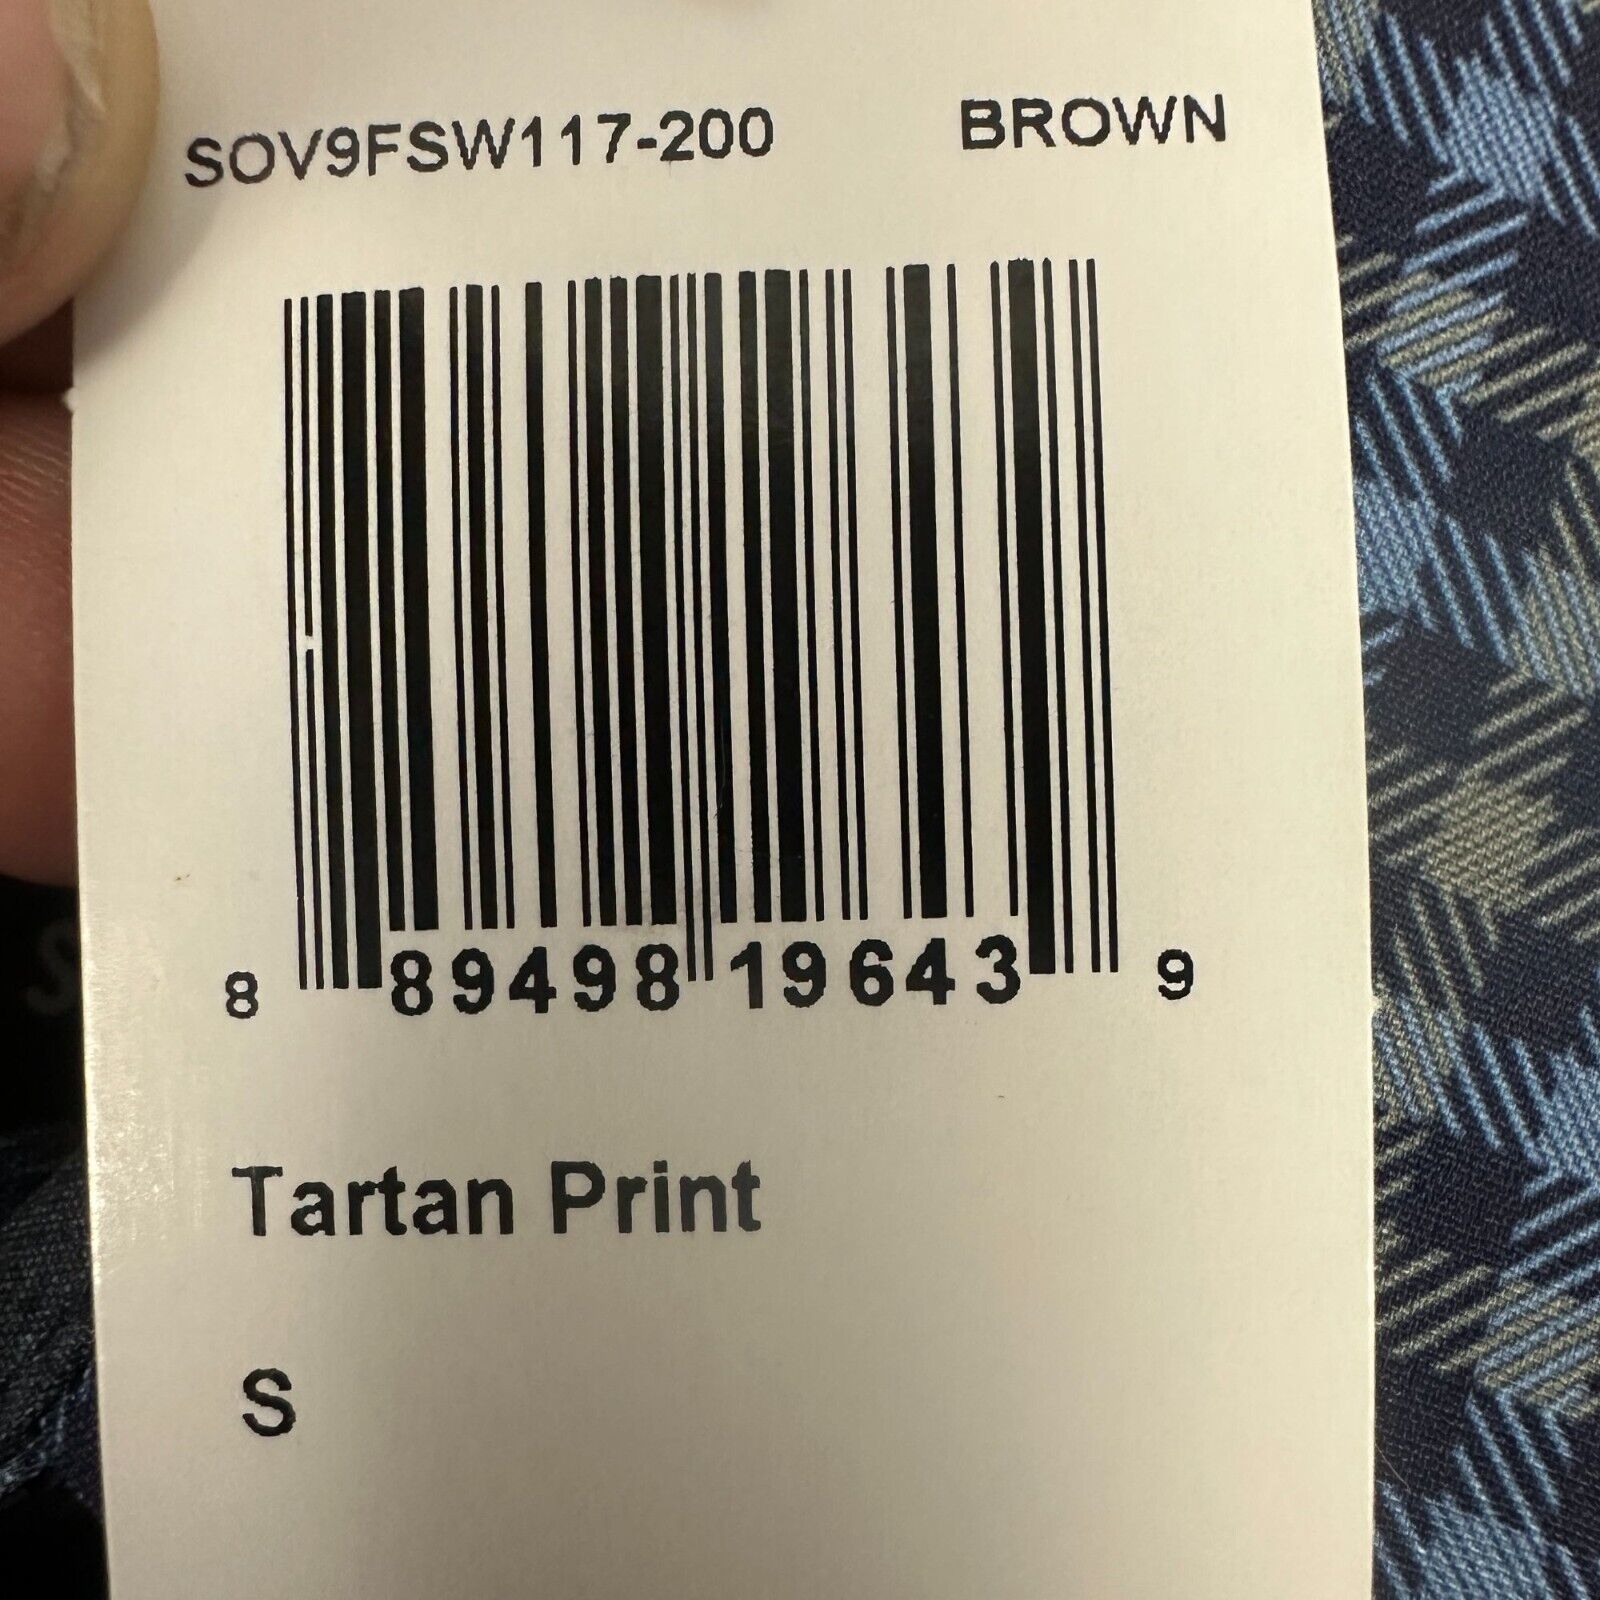 SOV9FSW117-200 BROWN
8 89498 19643 9
Tartan Print
S